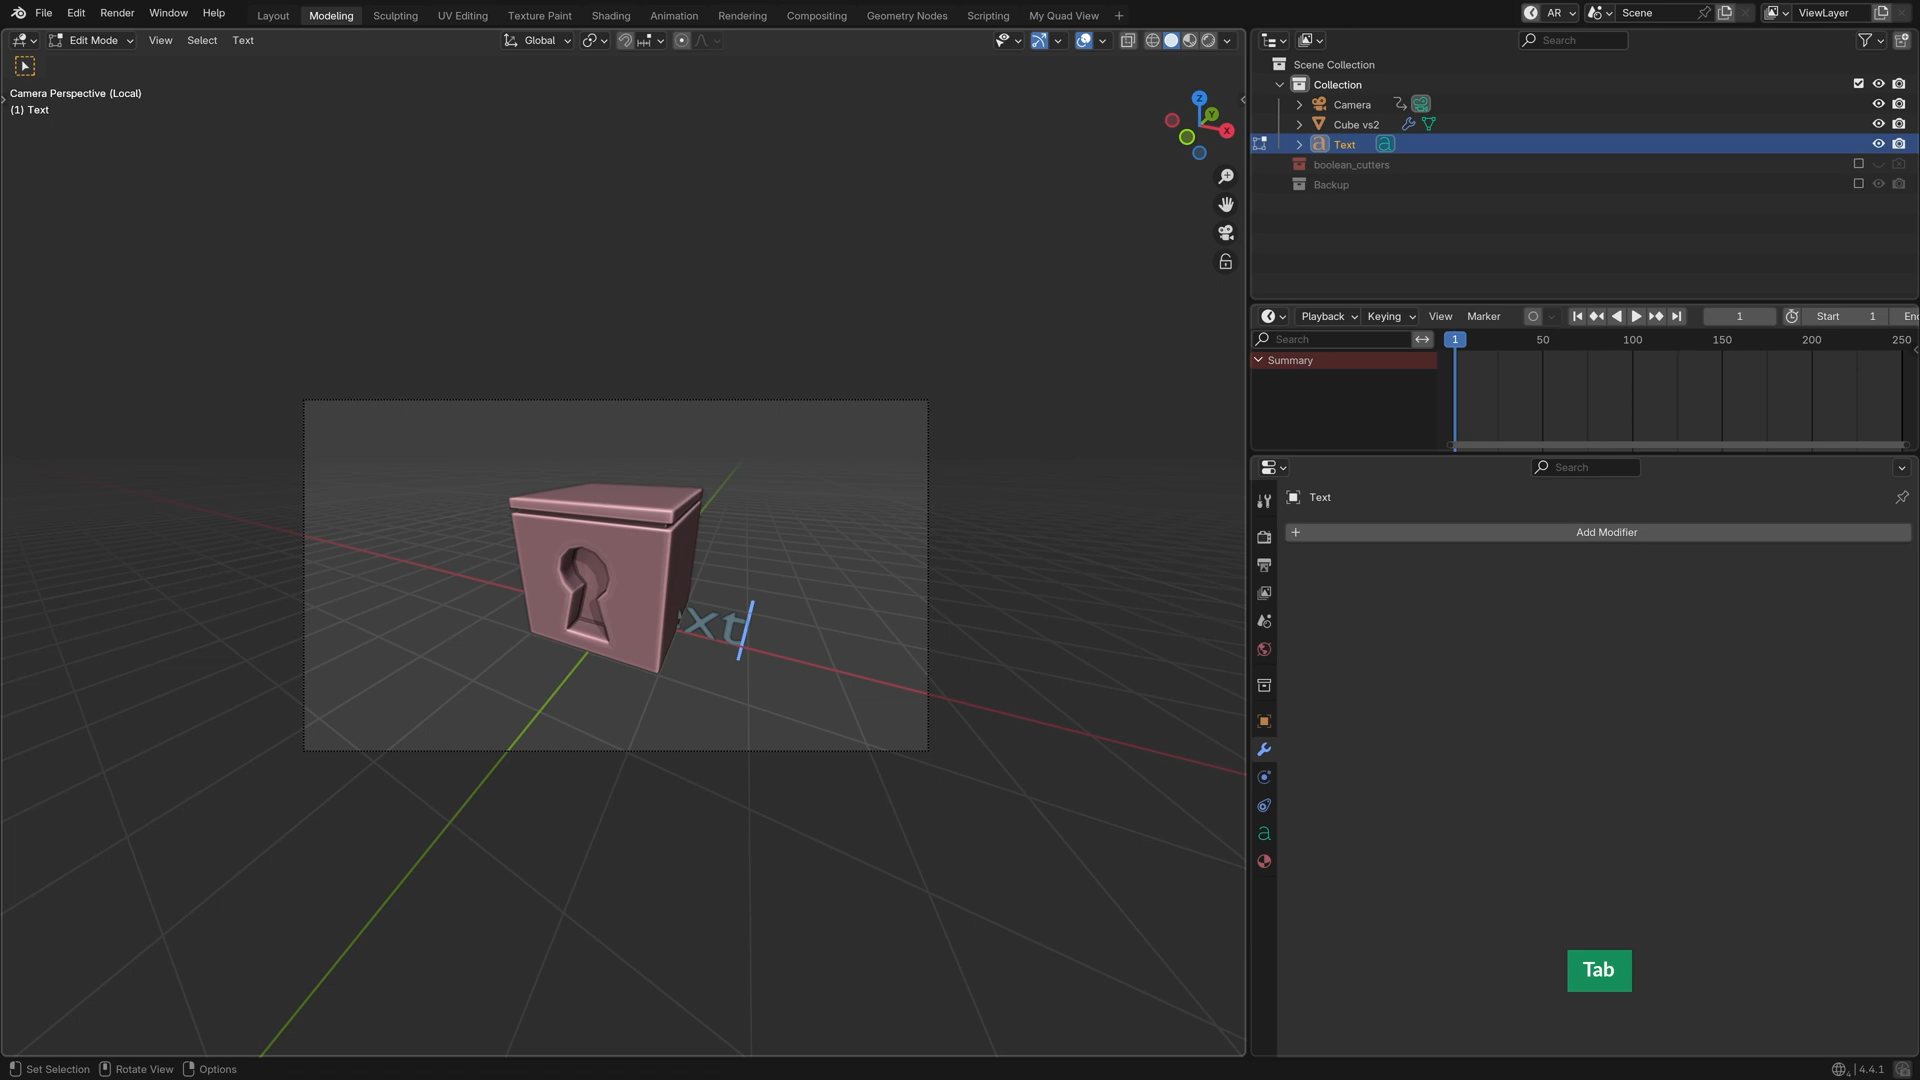 File Edit Render Window Help Layout Modeling Sculpting UV Editing Texture Paint Shading Animation Rendering Compositing Geometry Nodes Scripting My Quad View + AR Scene ViewLayer
Edit Mode View Select Text Global Search
Camera Perspective (Local)
(1) Text
Z
Y
X
Scene Collection
Collection
Camera
Cube vs2
Text
boolean_cutters
Backup
Playback Keying View Marker 1 Start 1 End
Search 1 50 100 150 200 250
Summary
Search
Text
+ Add Modifier
ext
Tab
Set Selection Rotate View Options 4.4.1